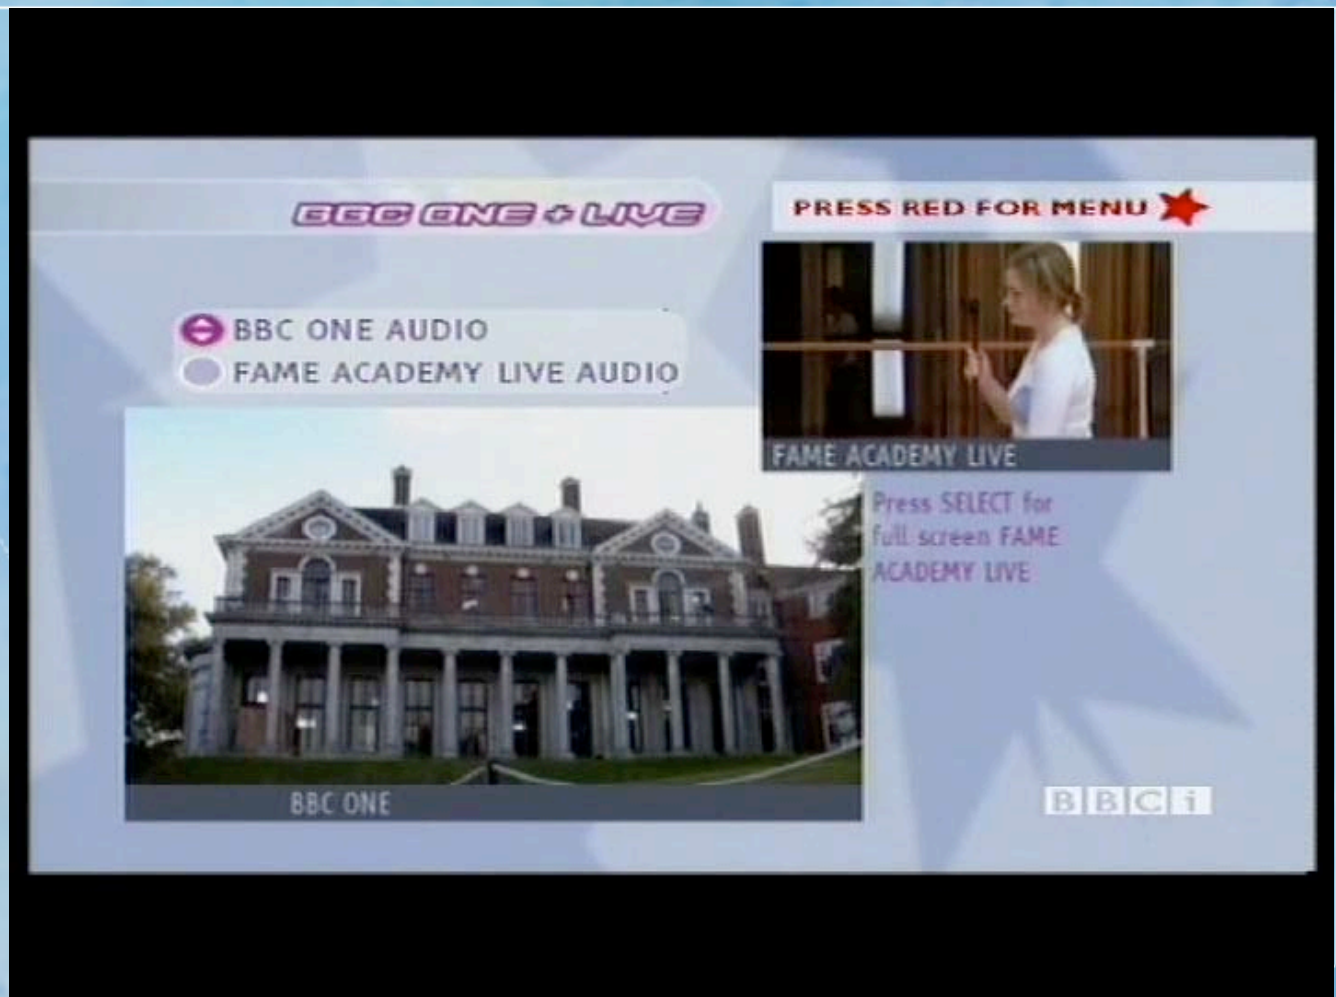 BBC ONE + LIVE
PRESS RED FOR MENU
BBC ONE AUDIO
FAME ACADEMY LIVE AUDIO
FAME ACADEMY LIVE
Press SELECT for
full screen FAME
ACADEMY LIVE
BBC ONE
BBCi